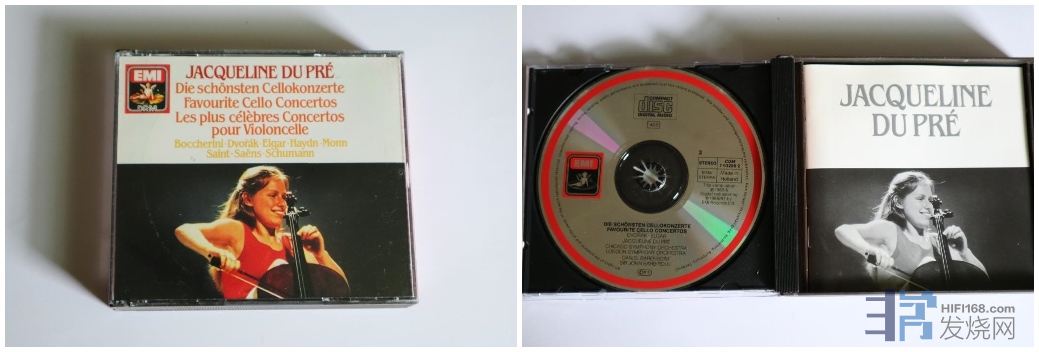 EMI
DRM
JACQUELINE DU PRÉ
Die schönsten Cellokonzerte
Favourite Cello Concertos
Les plus célèbres Concertos
pour Violoncelle
Boccherini·Dvořák·Elgar·Haydn·Monn
Saint-Saëns·Schumann
COMPACT
disc
DIGITAL AUDIO
EMI
2
STEREO
CDM
Made in
Holland
DIE SCHÖNSTEN CELLOKONZERTE
FAVOURITE CELLO CONCERTOS
DVOŘÁK · ELGAR
JACQUELINE DU PRÉ
CHICAGO SYMPHONY ORCHESTRA
LONDON SYMPHONY ORCHESTRA
DANIEL BARENBOIM
SIR JOHN BARBIROLLI
JACQUELINE
DU PRÉ
HIFI168.com
发烧网